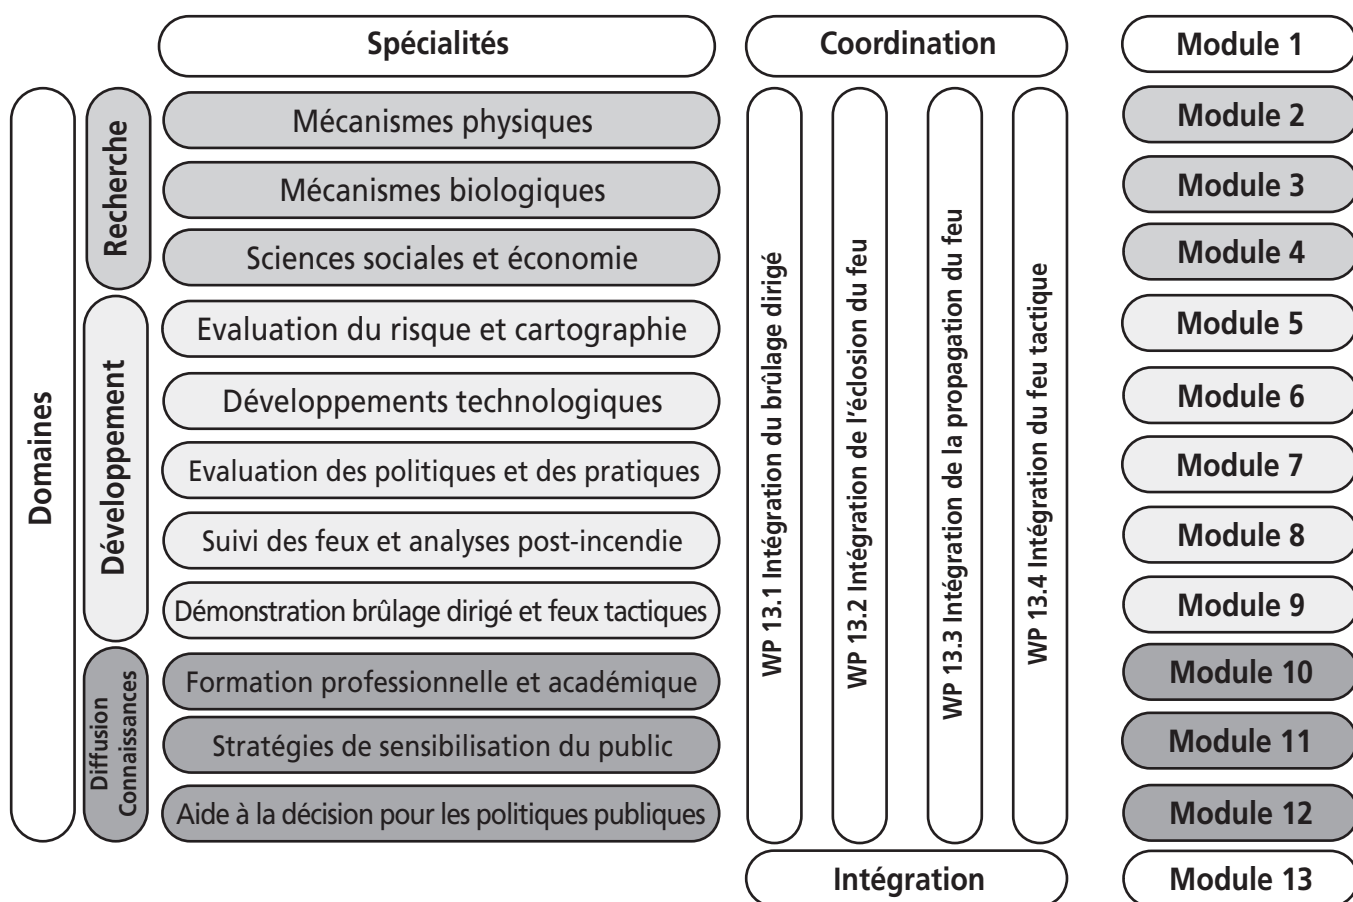 Spécialités
Coordination
Module 1
Domaines
Recherche
Mécanismes physiques
Module 2
Mécanismes biologiques
Module 3
Sciences sociales et économie
Module 4
Développement
Evaluation du risque et cartographie
Module 5
Développements technologiques
Module 6
Evaluation des politiques et des pratiques
Module 7
Suivi des feux et analyses post-incendie
Module 8
Démonstration brûlage dirigé et feux tactiques
Module 9
Diffusion
Connaissances
Formation professionnelle et académique
Module 10
Stratégies de sensibilisation du public
Module 11
Aide à la décision pour les politiques publiques
Module 12
WP 13.1 Intégration du brûlage dirigé
WP 13.2 Intégration de l'éclosion du feu
WP 13.3 Intégration de la propagation du feu
WP 13.4 Intégration du feu tactique
Intégration
Module 13